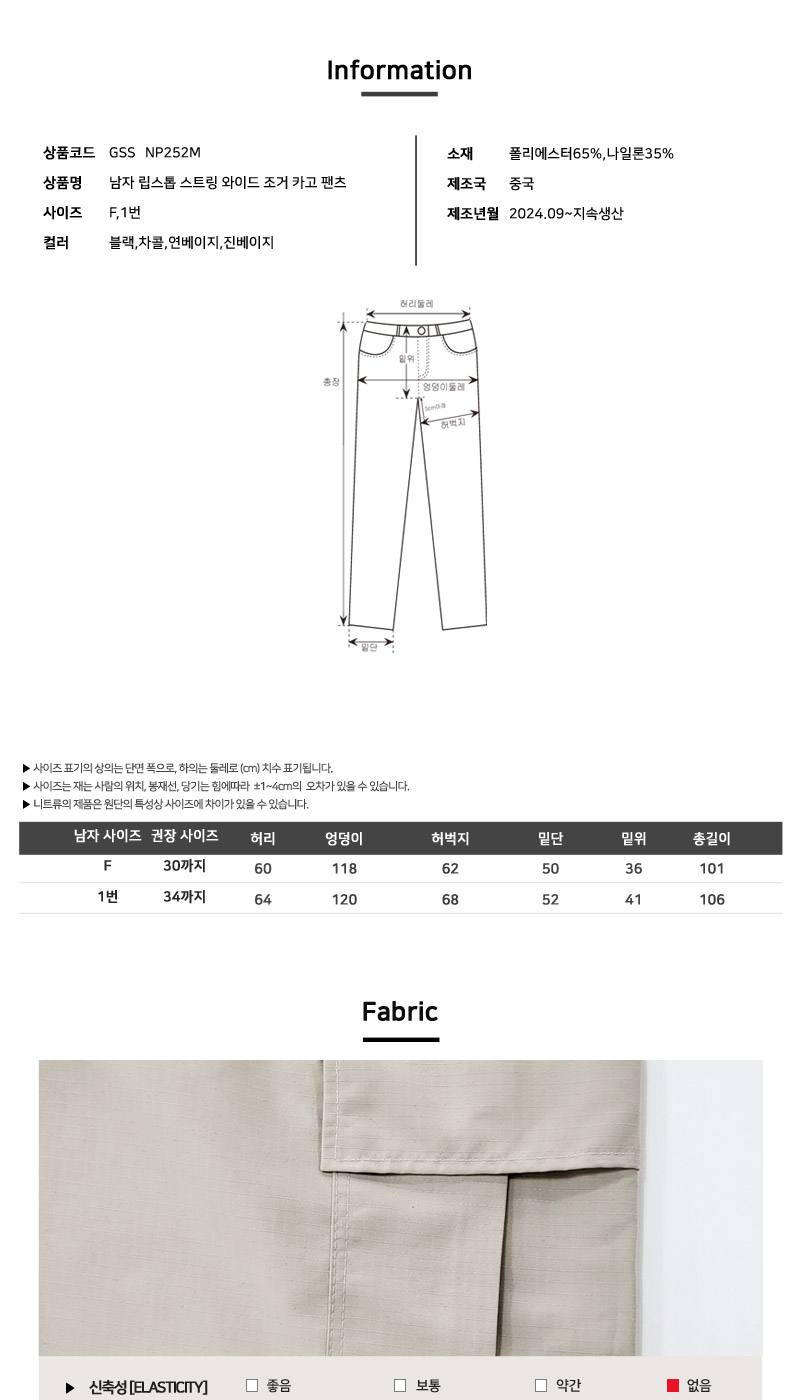 Information
상품코드 GSS NP252M
상품명 남자 립스톱 스트링 와이드 조거 카고 팬츠
사이즈 F,1번
컬러 블랙,차콜,연베이지,진베이지
소재 폴리에스터65%,나일론35%
제조국 중국
제조년월 2024.09~지속생산
허리둘레
밑위
총장
엉덩이둘레
5cm아래
허벅지
밑단
▶ 사이즈 표기의 상의는 단면 폭으로, 하의는 둘레로 (cm) 치수 표기됩니다.
▶ 사이즈는 재는 사람의 위치, 봉재선, 당기는 힘에따라 ±1~4cm의 오차가 있을 수 있습니다.
▶ 니트류의 제품은 원단의 특성상 사이즈에 차이가 있을 수 있습니다.
남자 사이즈 권장 사이즈 허리 엉덩이 허벅지 밑단 밑위 총길이
F 30까지 60 118 62 50 36 101
1번 34까지 64 120 68 52 41 106
Fabric
▶ 신축성 [ELASTICITY] 좋음 보통 약간 없음